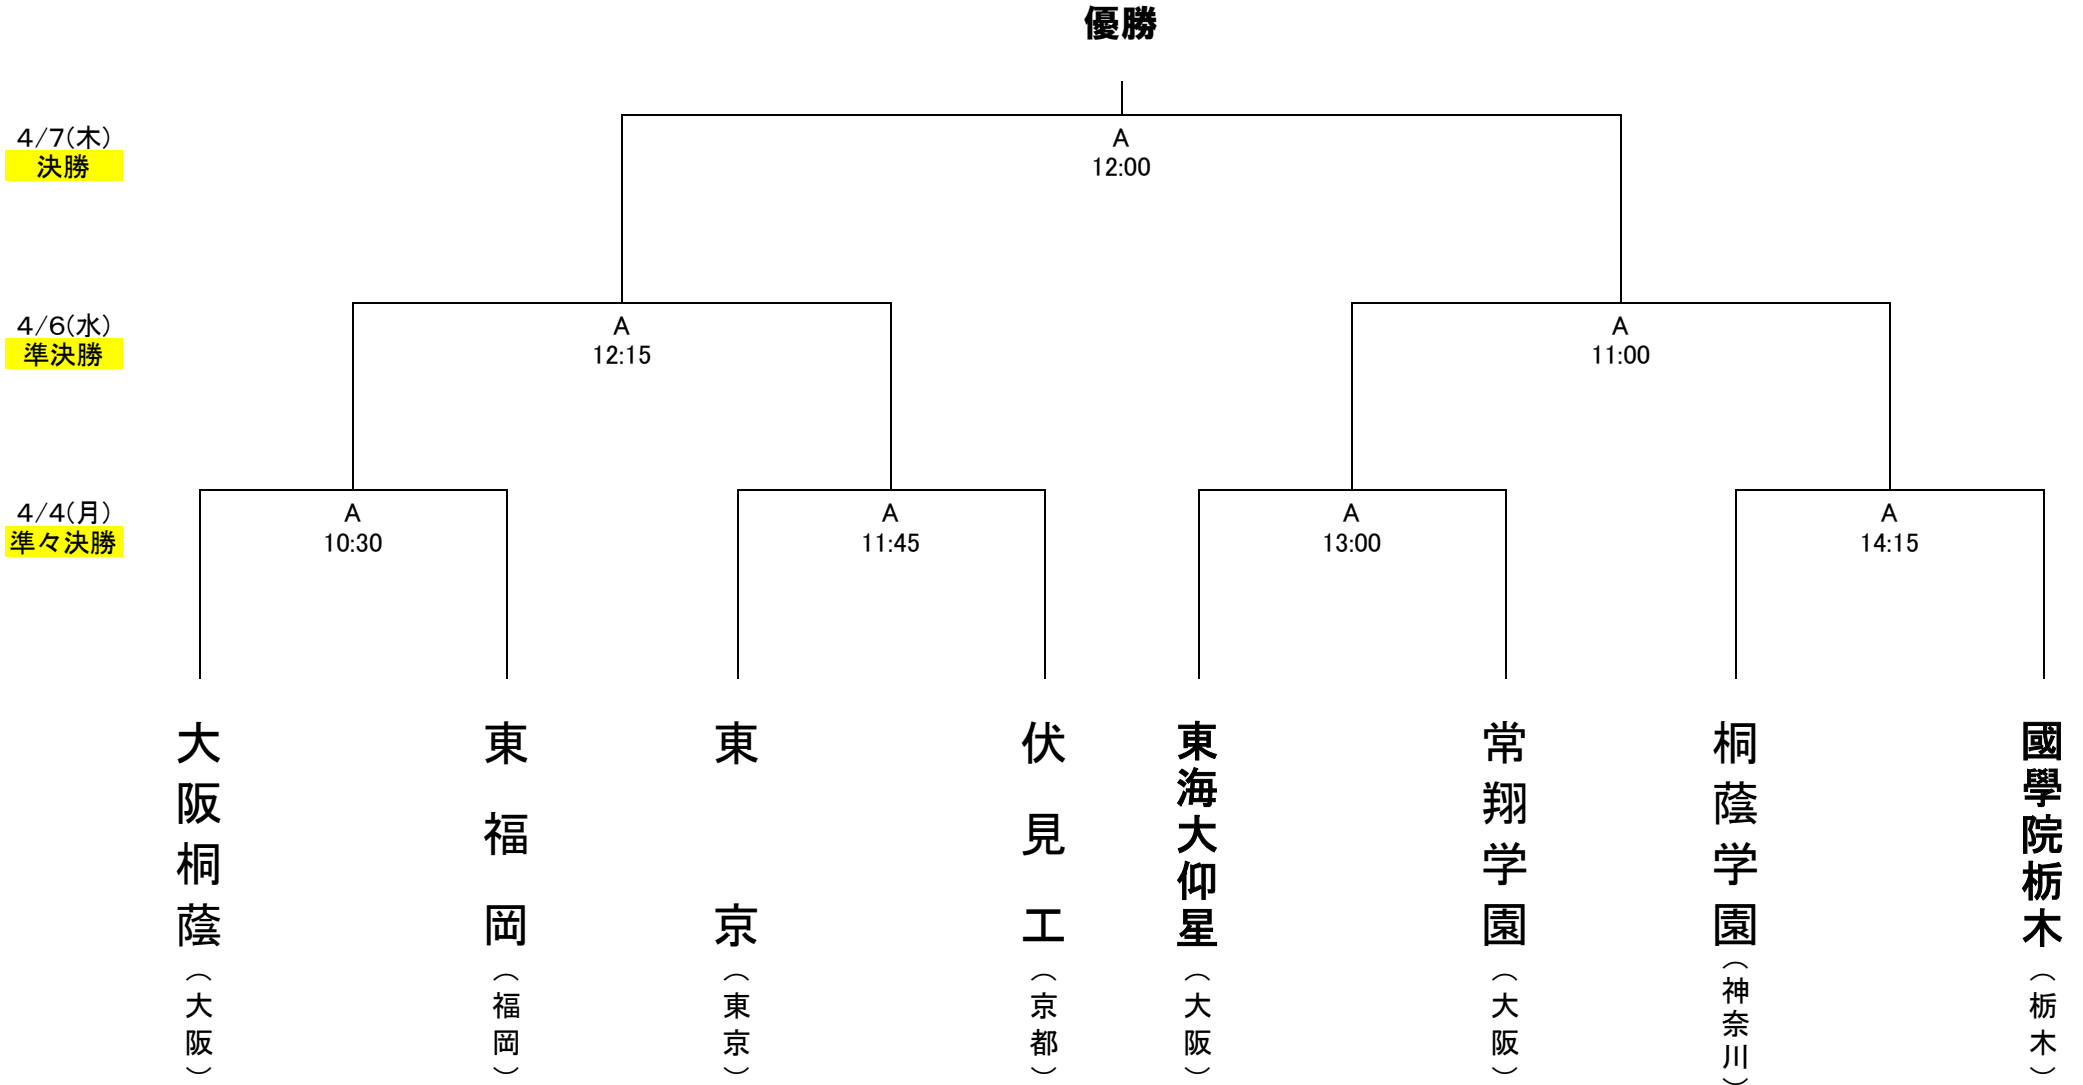 優勝
4/7(木)
決勝
A
12:00
4/6(水)
準決勝
A
12:15
A
11:00
4/4(月)
準々決勝
A
10:30
A
11:45
A
13:00
A
14:15
大阪桐蔭(大阪)
東福岡(福岡)
東京(東京)
伏見工(京都)
東海大仰星(大阪)
常翔学園(大阪)
桐蔭学園(神奈川)
國學院栃木(栃木)